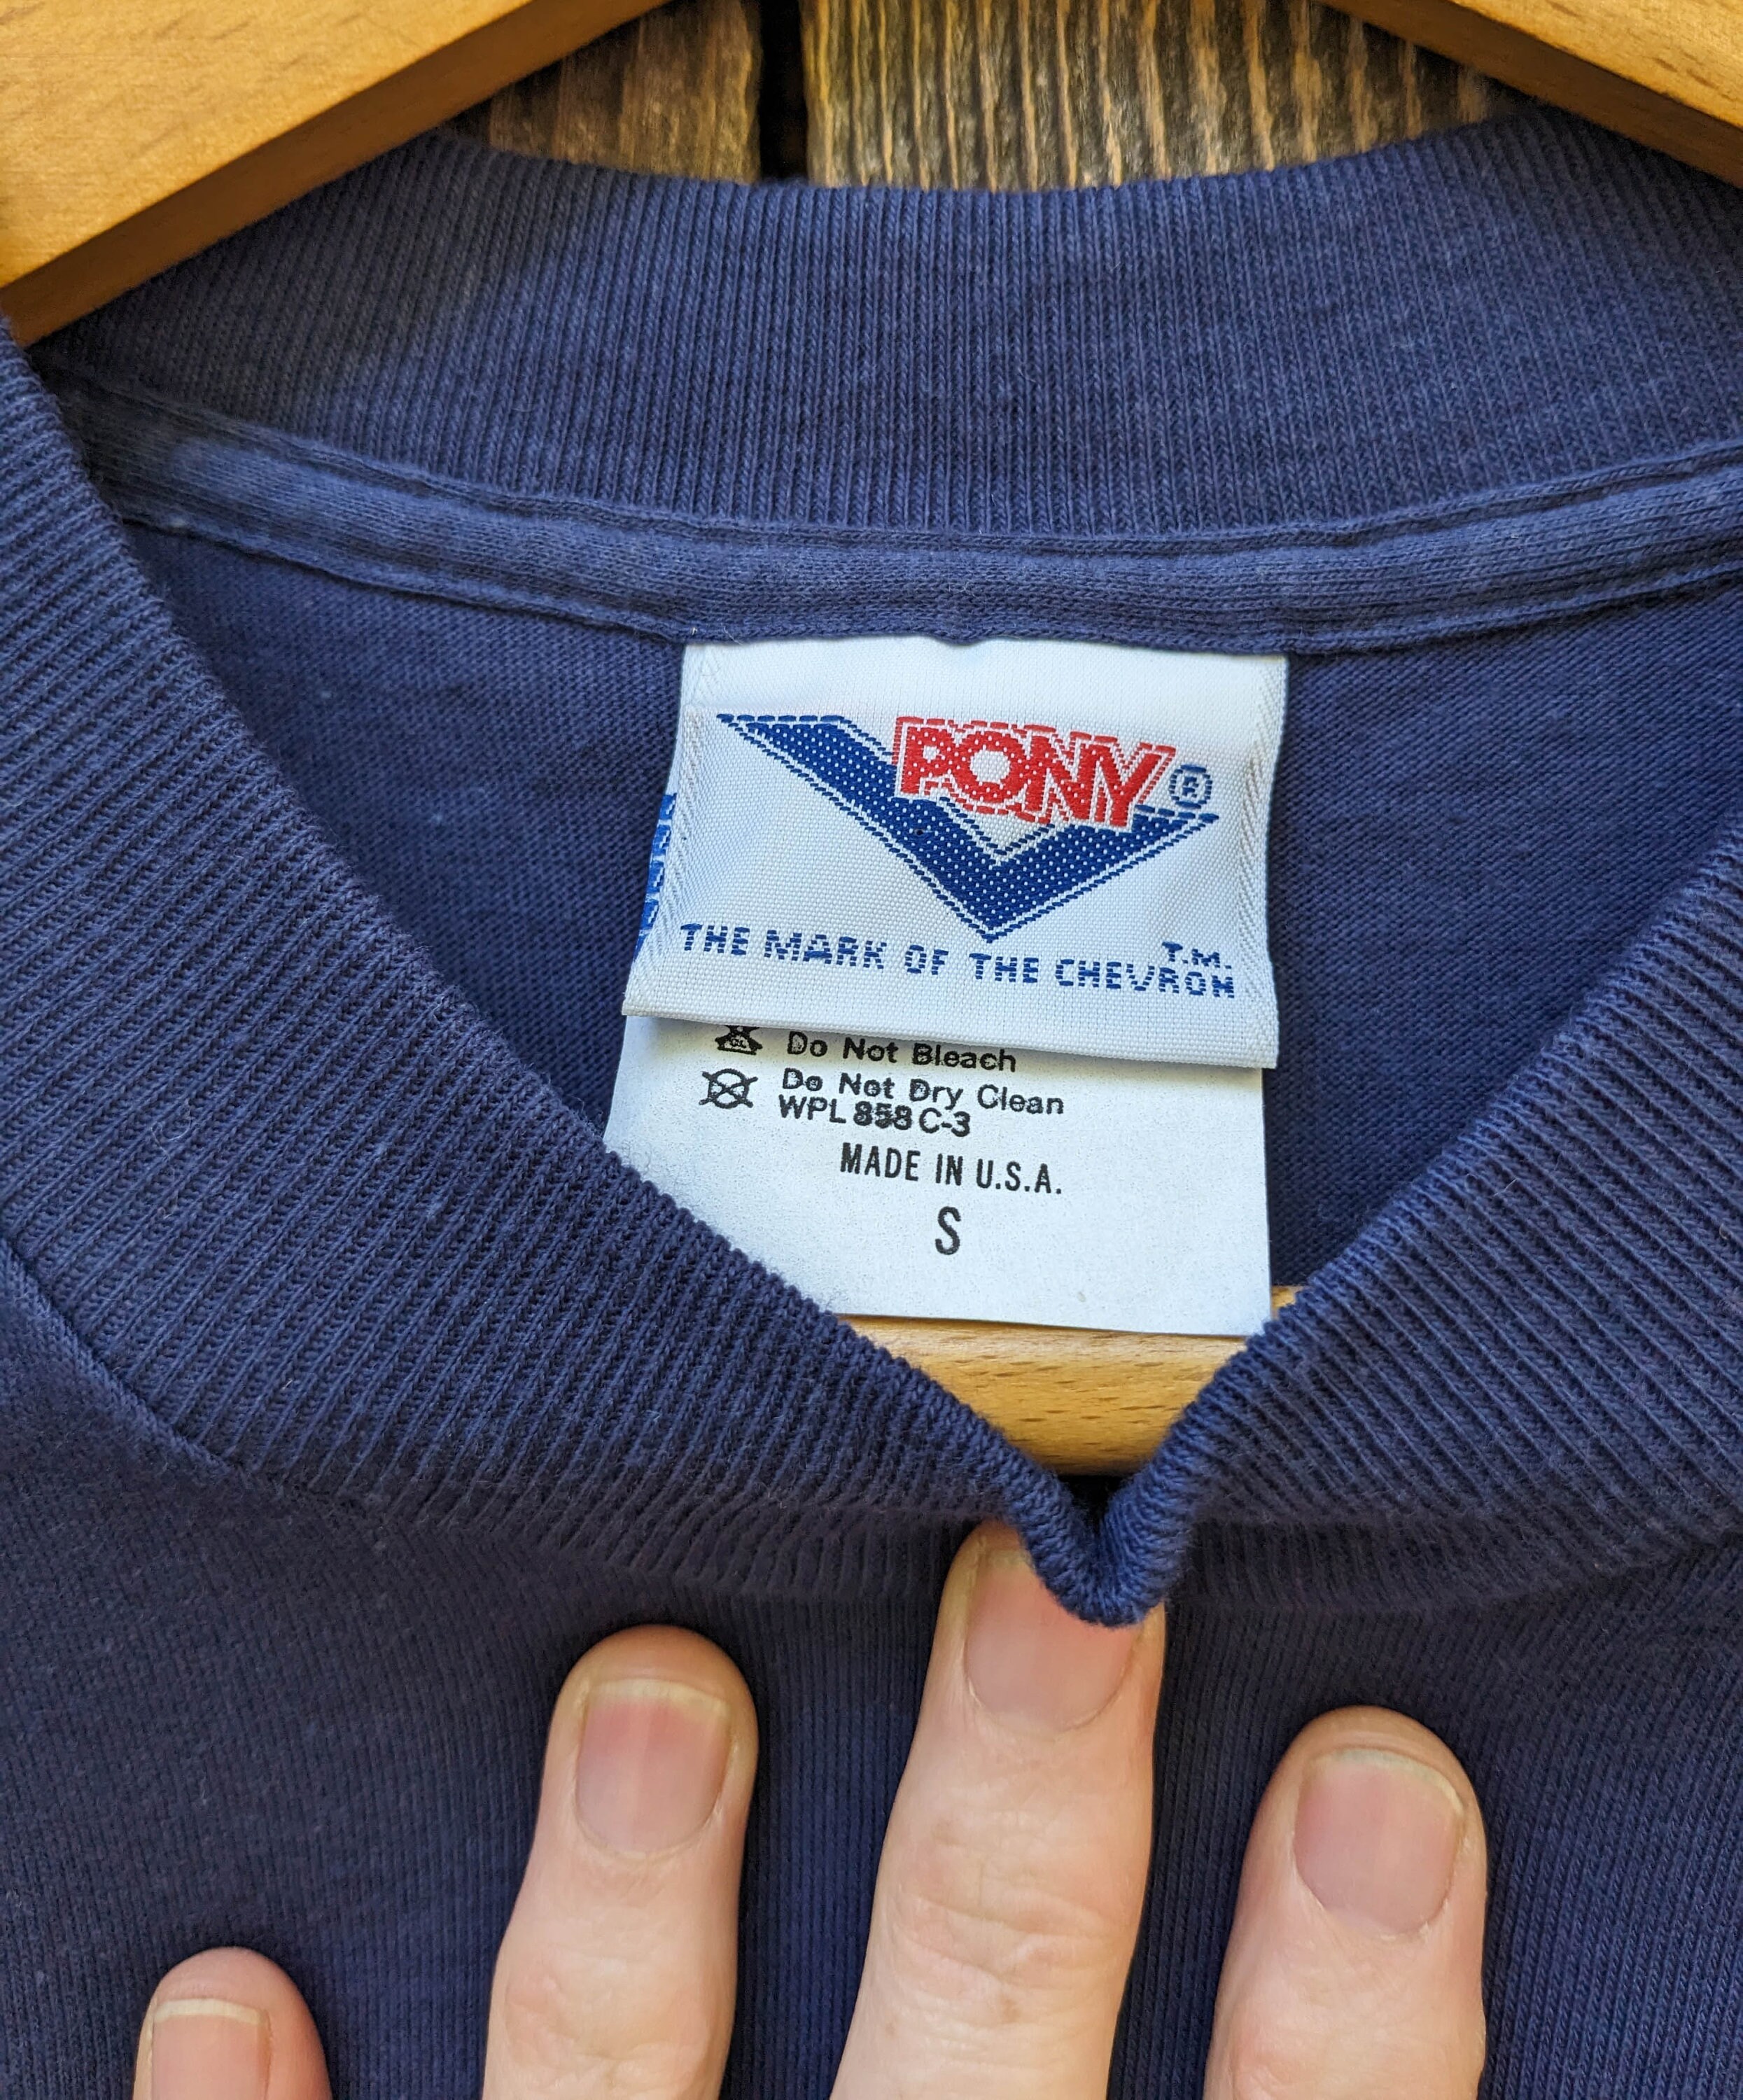 PONY®
T.M.
THE MARK OF THE CHEVRON
Do Not Bleach
Do Not Dry Clean
WPL 858 C-3
MADE IN U.S.A.
S